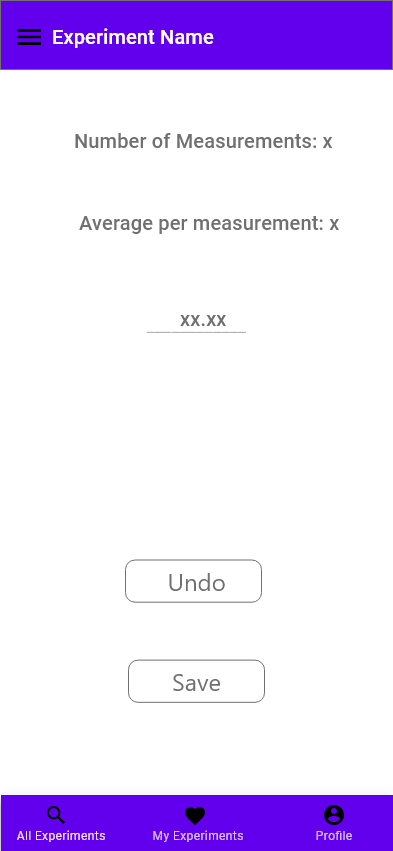 Experiment Name
Number of Measurements: x
Average per measurement: x
xx.xx
Undo
Save
All Experiments My Experiments Profile